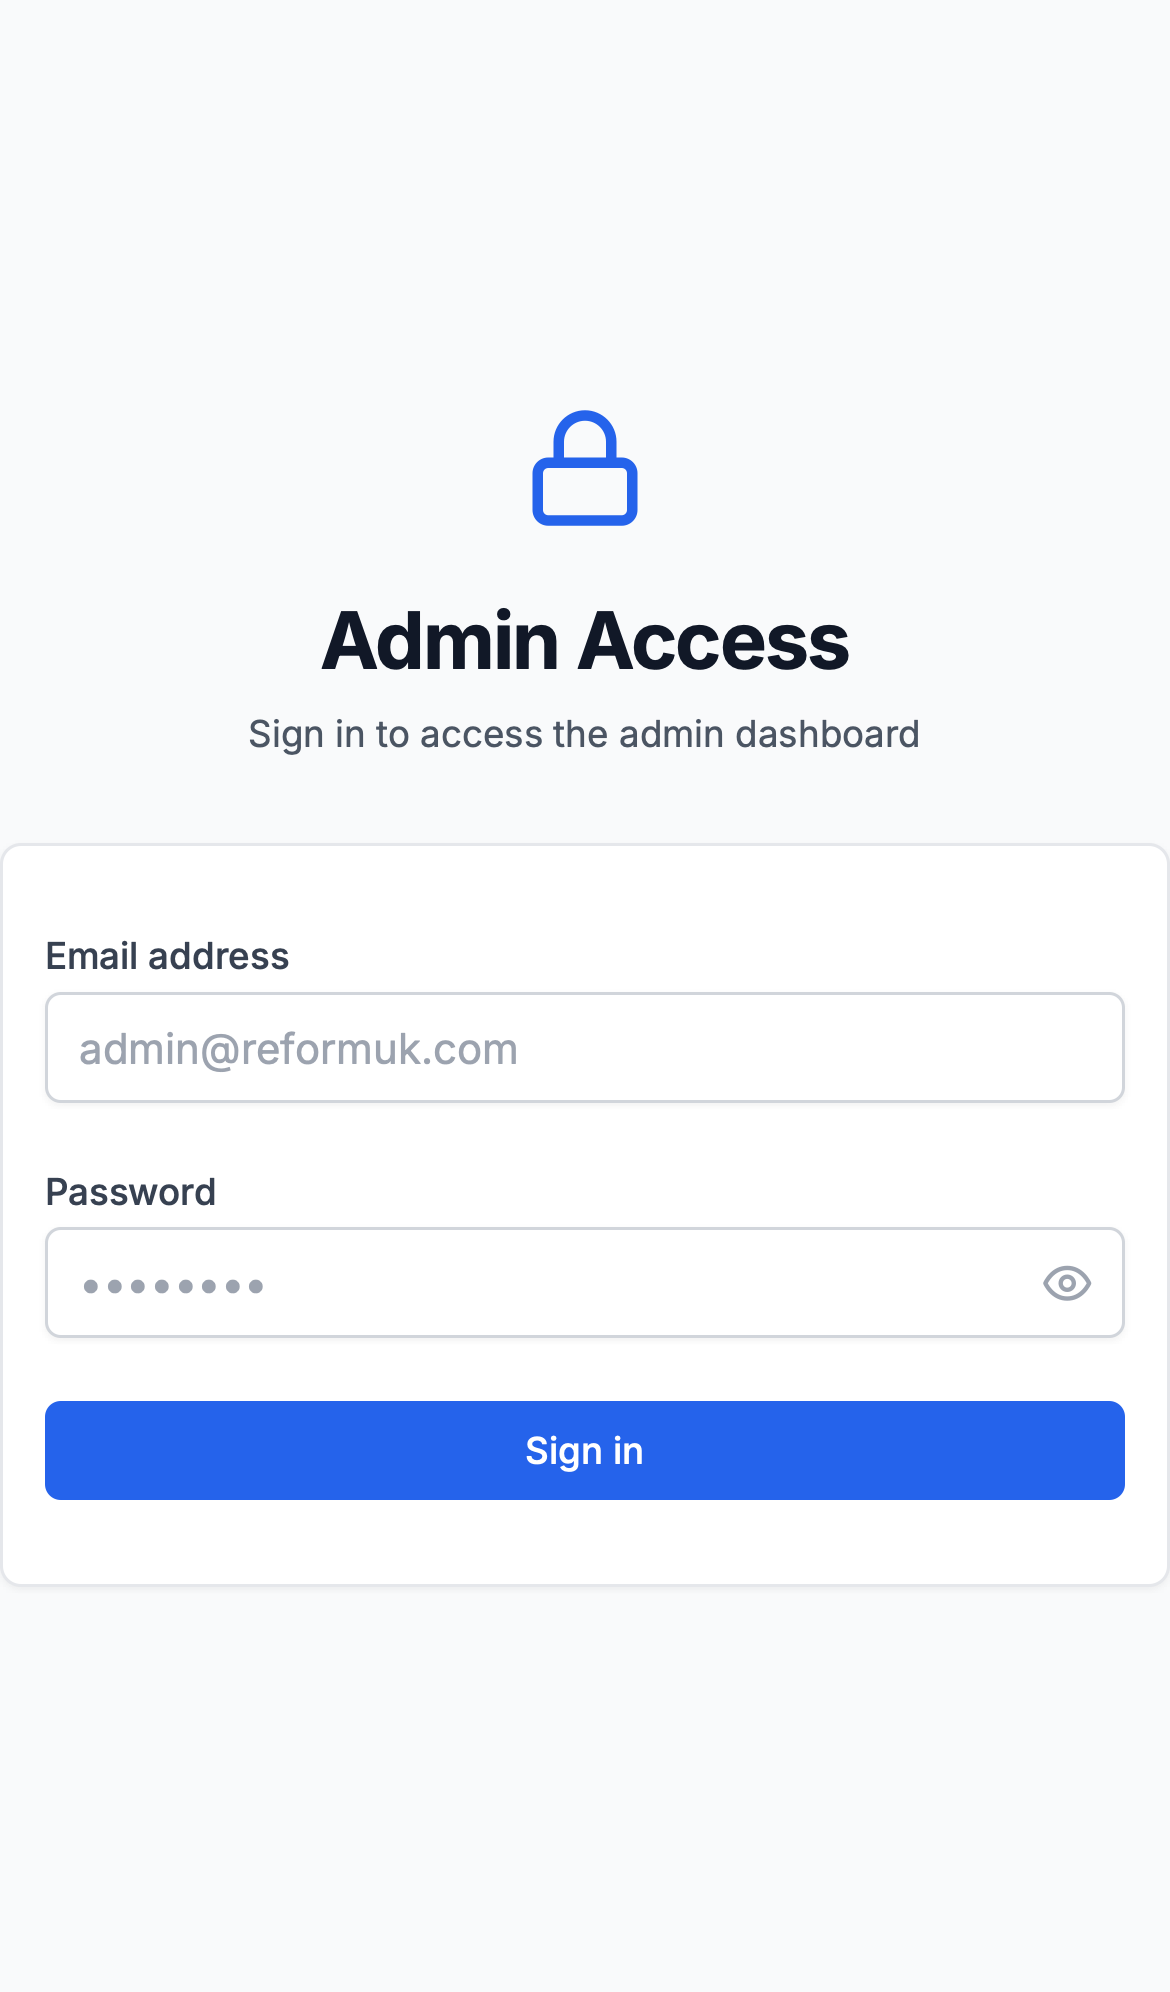 Admin Access
Sign in to access the admin dashboard
Email address
admin@reformuk.com
Password
••••••••
Sign in